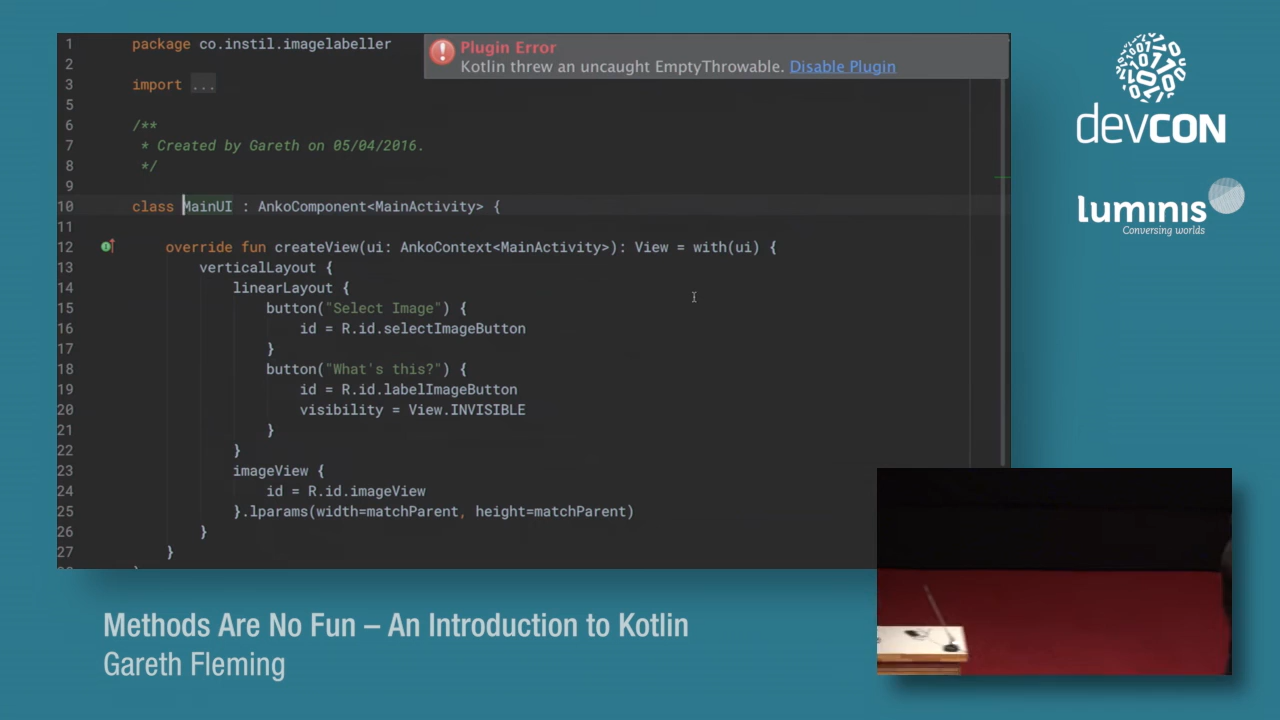 1 package co.instil.imagelabeller
2
3 import ...
5
6 /**
7 * Created by Gareth on 05/04/2016.
8 */
9
10 class MainUI : AnkoComponent<MainActivity> {
11
12 override fun createView(ui: AnkoContext<MainActivity>): View = with(ui) {
13 verticalLayout {
14 linearLayout {
15 button("Select Image") {
16 id = R.id.selectImageButton
17 }
18 button("What's this?") {
19 id = R.id.labelImageButton
20 visibility = View.INVISIBLE
21 }
22 }
23 imageView {
24 id = R.id.imageView
25 }.lparams(width=matchParent, height=matchParent)
26 }
27 }
Plugin Error
Kotlin threw an uncaught EmptyThrowable. Disable Plugin
devCON
luminis
Conversing worlds
Methods Are No Fun – An Introduction to Kotlin
Gareth Fleming